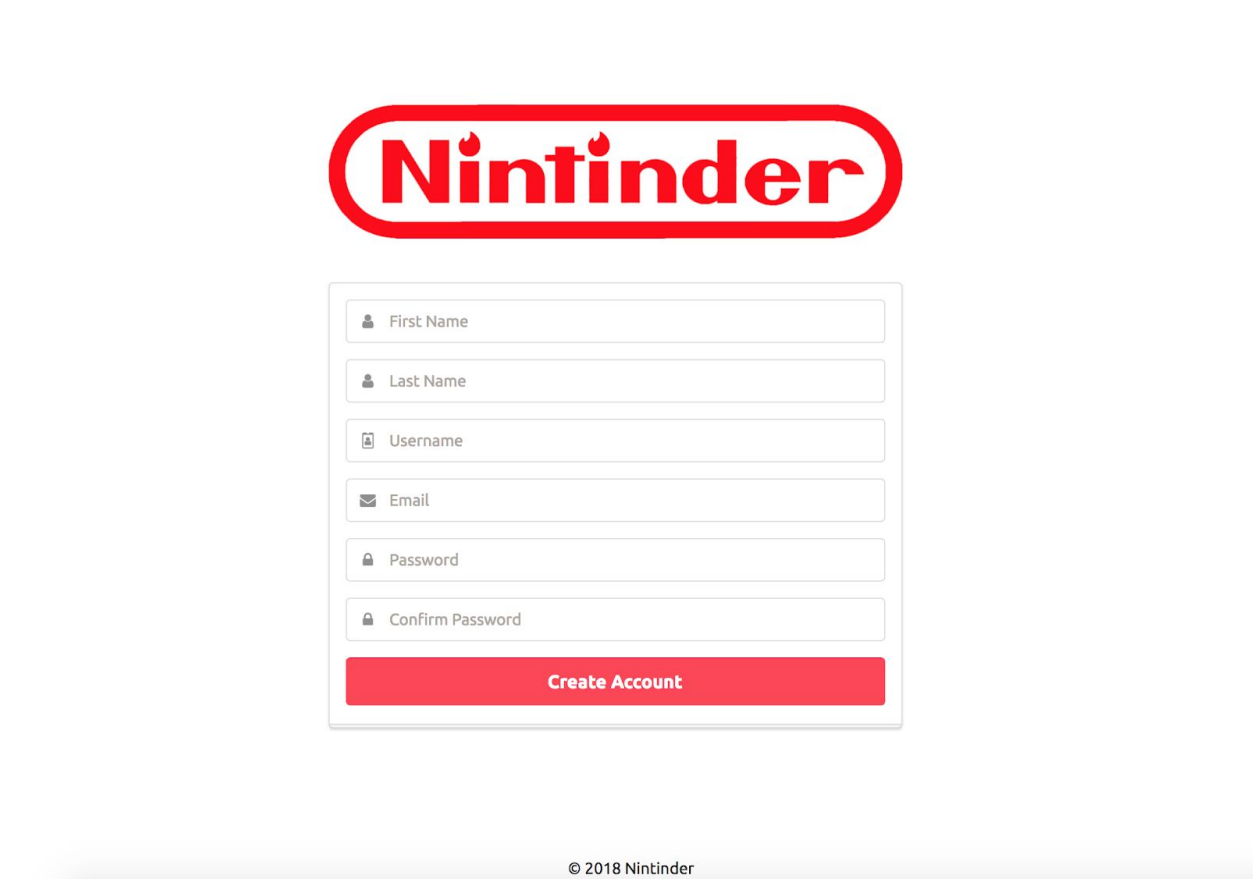 Nintinder
First Name
Last Name
Username
Email
Password
Confirm Password
Create Account
© 2018 Nintinder